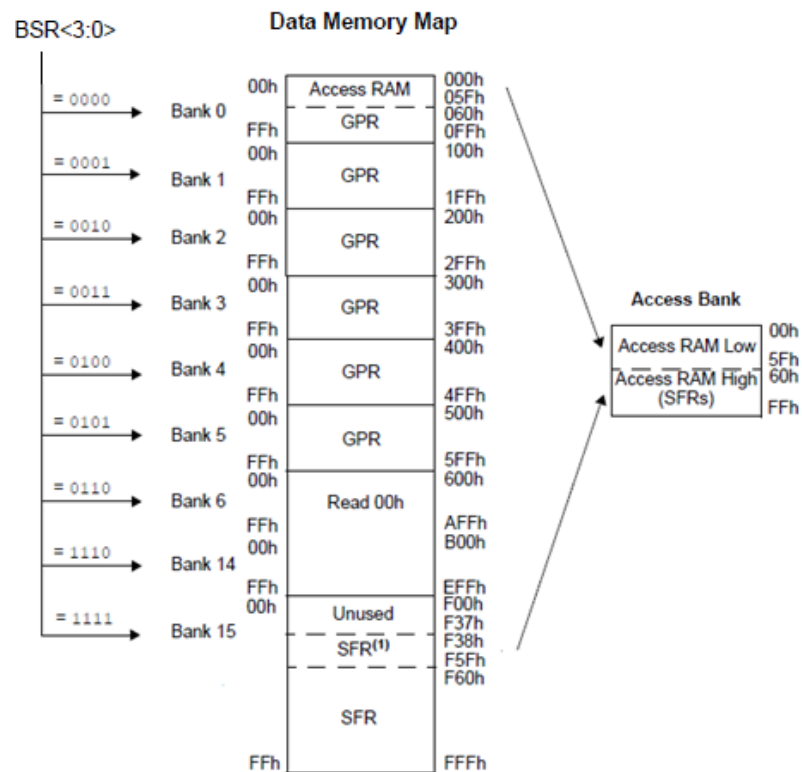 Data Memory Map
BSR<3:0>
= 0000
Bank 0
00h
Access RAM
000h
05Fh
FFh
GPR
060h
0FFh
= 0001
Bank 1
00h
GPR
100h
FFh
1FFh
= 0010
Bank 2
00h
GPR
200h
FFh
2FFh
= 0011
Bank 3
00h
GPR
300h
FFh
3FFh
= 0100
Bank 4
00h
GPR
400h
FFh
4FFh
= 0101
Bank 5
00h
GPR
500h
FFh
5FFh
= 0110
Bank 6
00h
Read 00h
600h
FFh
AFFh
= 1110
Bank 14
00h
B00h
FFh
EFFh
= 1111
Bank 15
00h
Unused
F00h
F37h
SFR(1)
F38h
F5Fh
SFR
F60h
FFh
FFFh
Access Bank
Access RAM Low
00h
5Fh
Access RAM High
(SFRs)
60h
FFh